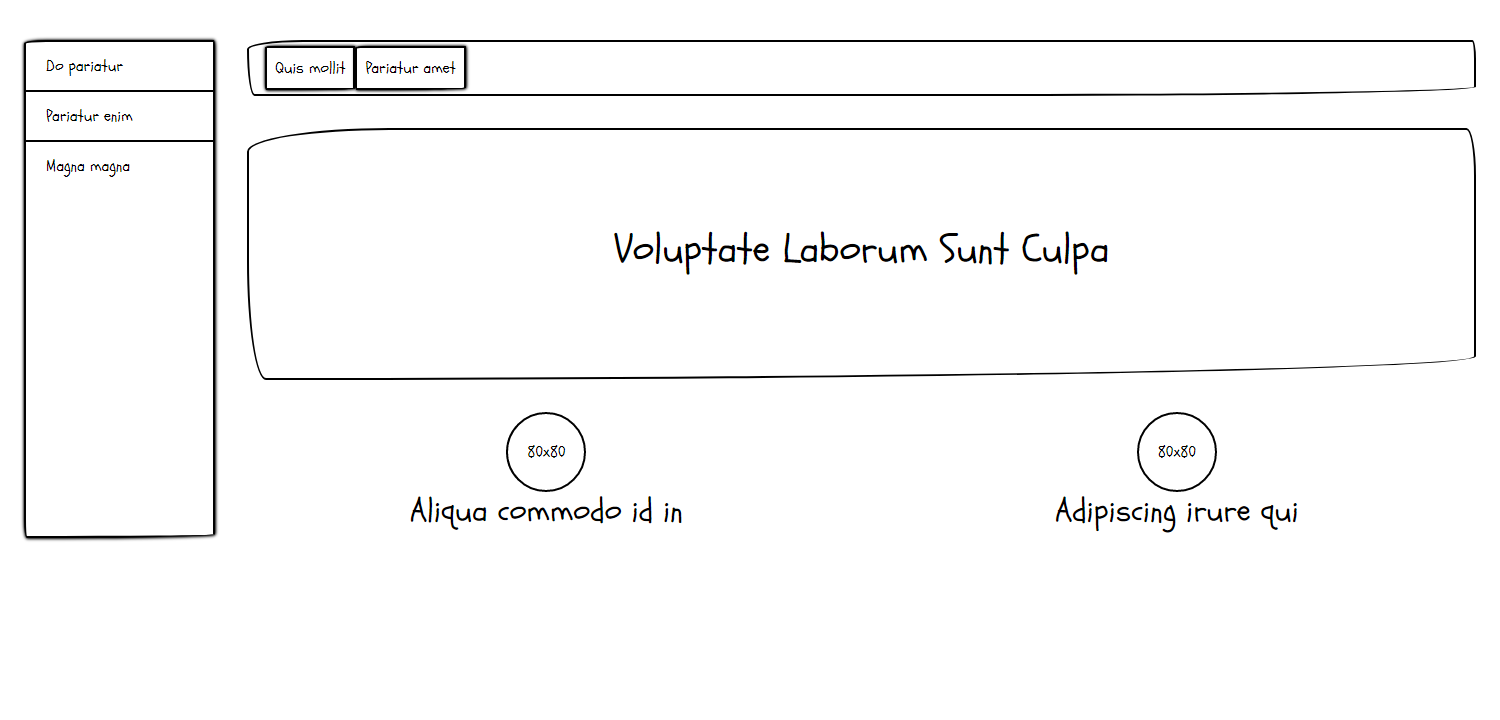 Do pariatur
Pariatur enim
Magna magna
Quis mollit
Pariatur amet
Voluptate Laborum Sunt Culpa
80x80
Aliqua commodo id in
80x80
Adipiscing irure qui